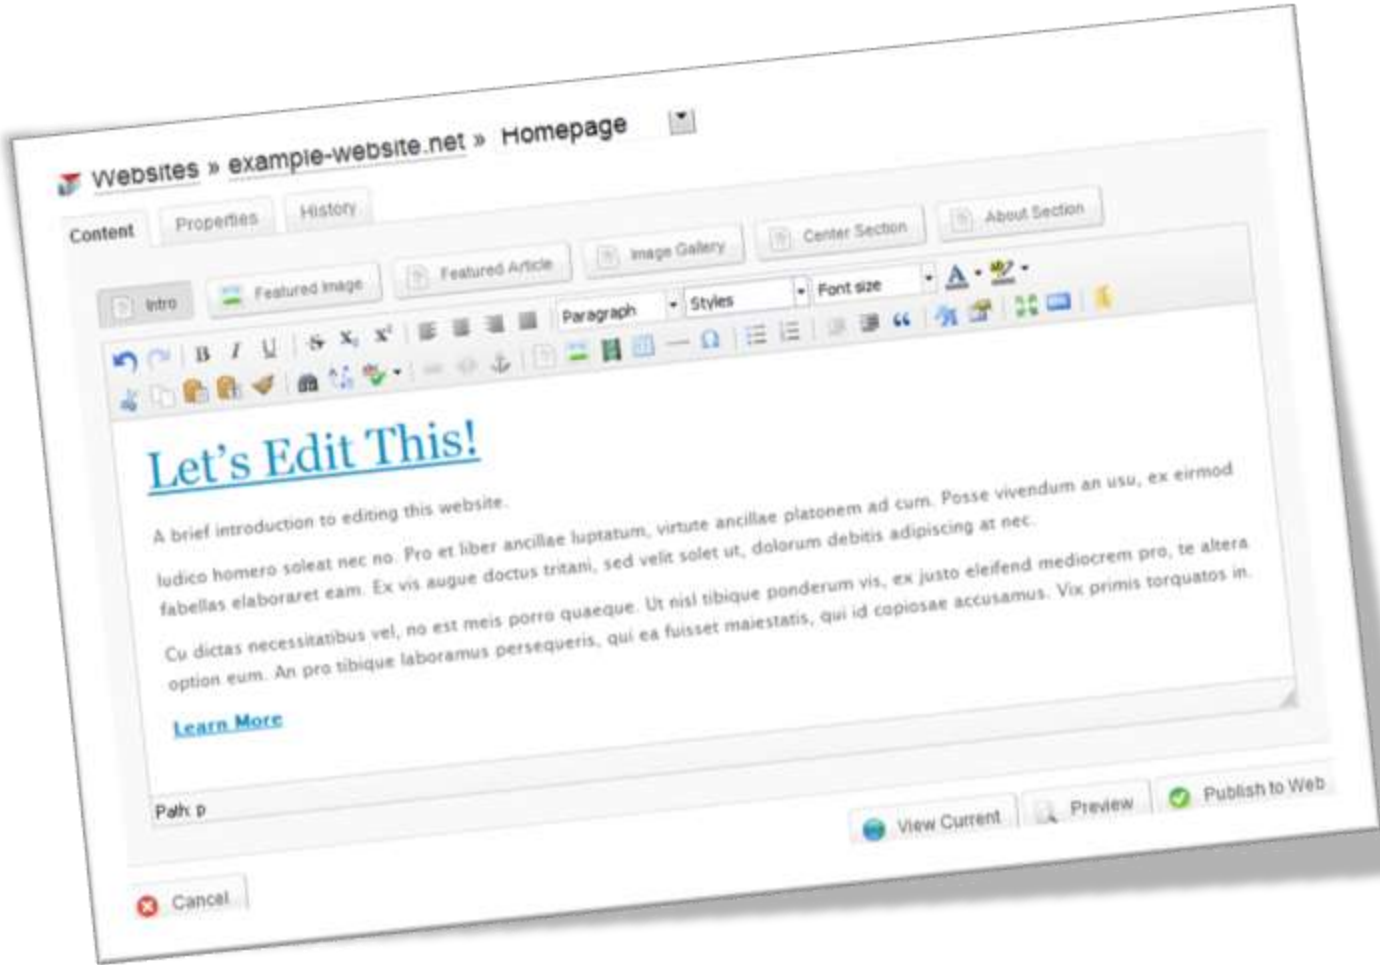 Websites » example-website.net » Homepage
Content Properties History
Intro Featured Image Featured Article Image Gallery Center Section About Section
B I U S X, X² Paragraph Styles Font size A
Let’s Edit This!
A brief introduction to editing this website.
Iudico homero soleat nec no. Pro et liber ancillae luptatum, virtute ancillae platonem ad cum. Posse vivendum an usu, ex eirmod
fabellas elaboraret eam. Ex vis augue doctus tritani, sed velit solet ut, dolorum debitis adipiscing at nec.
Cu dictas necessitatibus vel, no est meis porro quaeque. Ut nisl tibique ponderum vis, ex justo eleifend mediocrem pro, te altera
option eum. An pro tibique laboramus persequeris, qui ea fuisset maiestatis, qui id copiosae accusamus. Vix primis torquatos in.
Learn More
Path: p
View Current Preview Publish to Web
Cancel